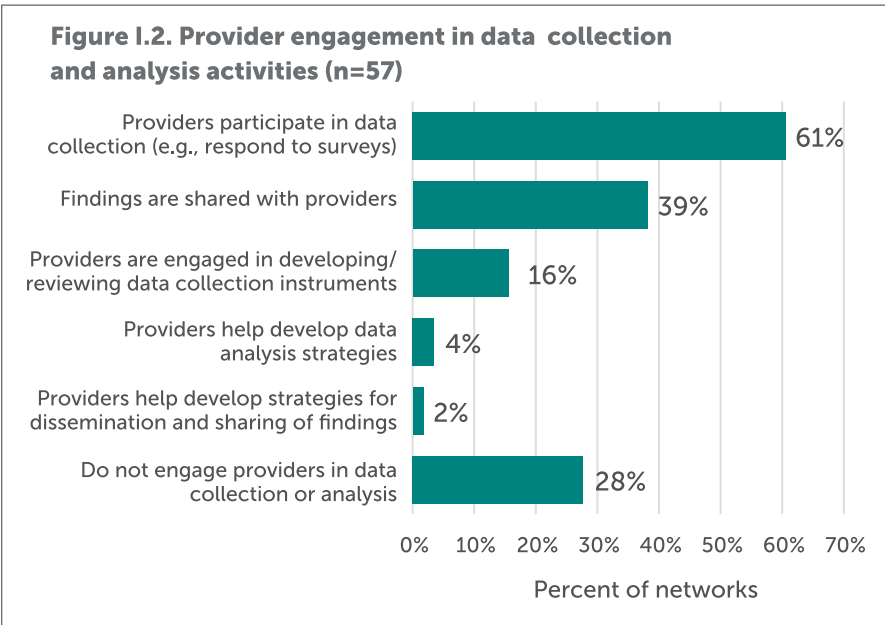 Figure I.2. Provider engagement in data collection
and analysis activities (n=57)
Providers participate in data
collection (e.g., respond to surveys)
61%
Findings are shared with providers
39%
Providers are engaged in developing/
reviewing data collection instruments
16%
Providers help develop data
analysis strategies
4%
Providers help develop strategies for
dissemination and sharing of findings
2%
Do not engage providers in data
collection or analysis
28%
0% 10% 20% 30% 40% 50% 60% 70%
Percent of networks